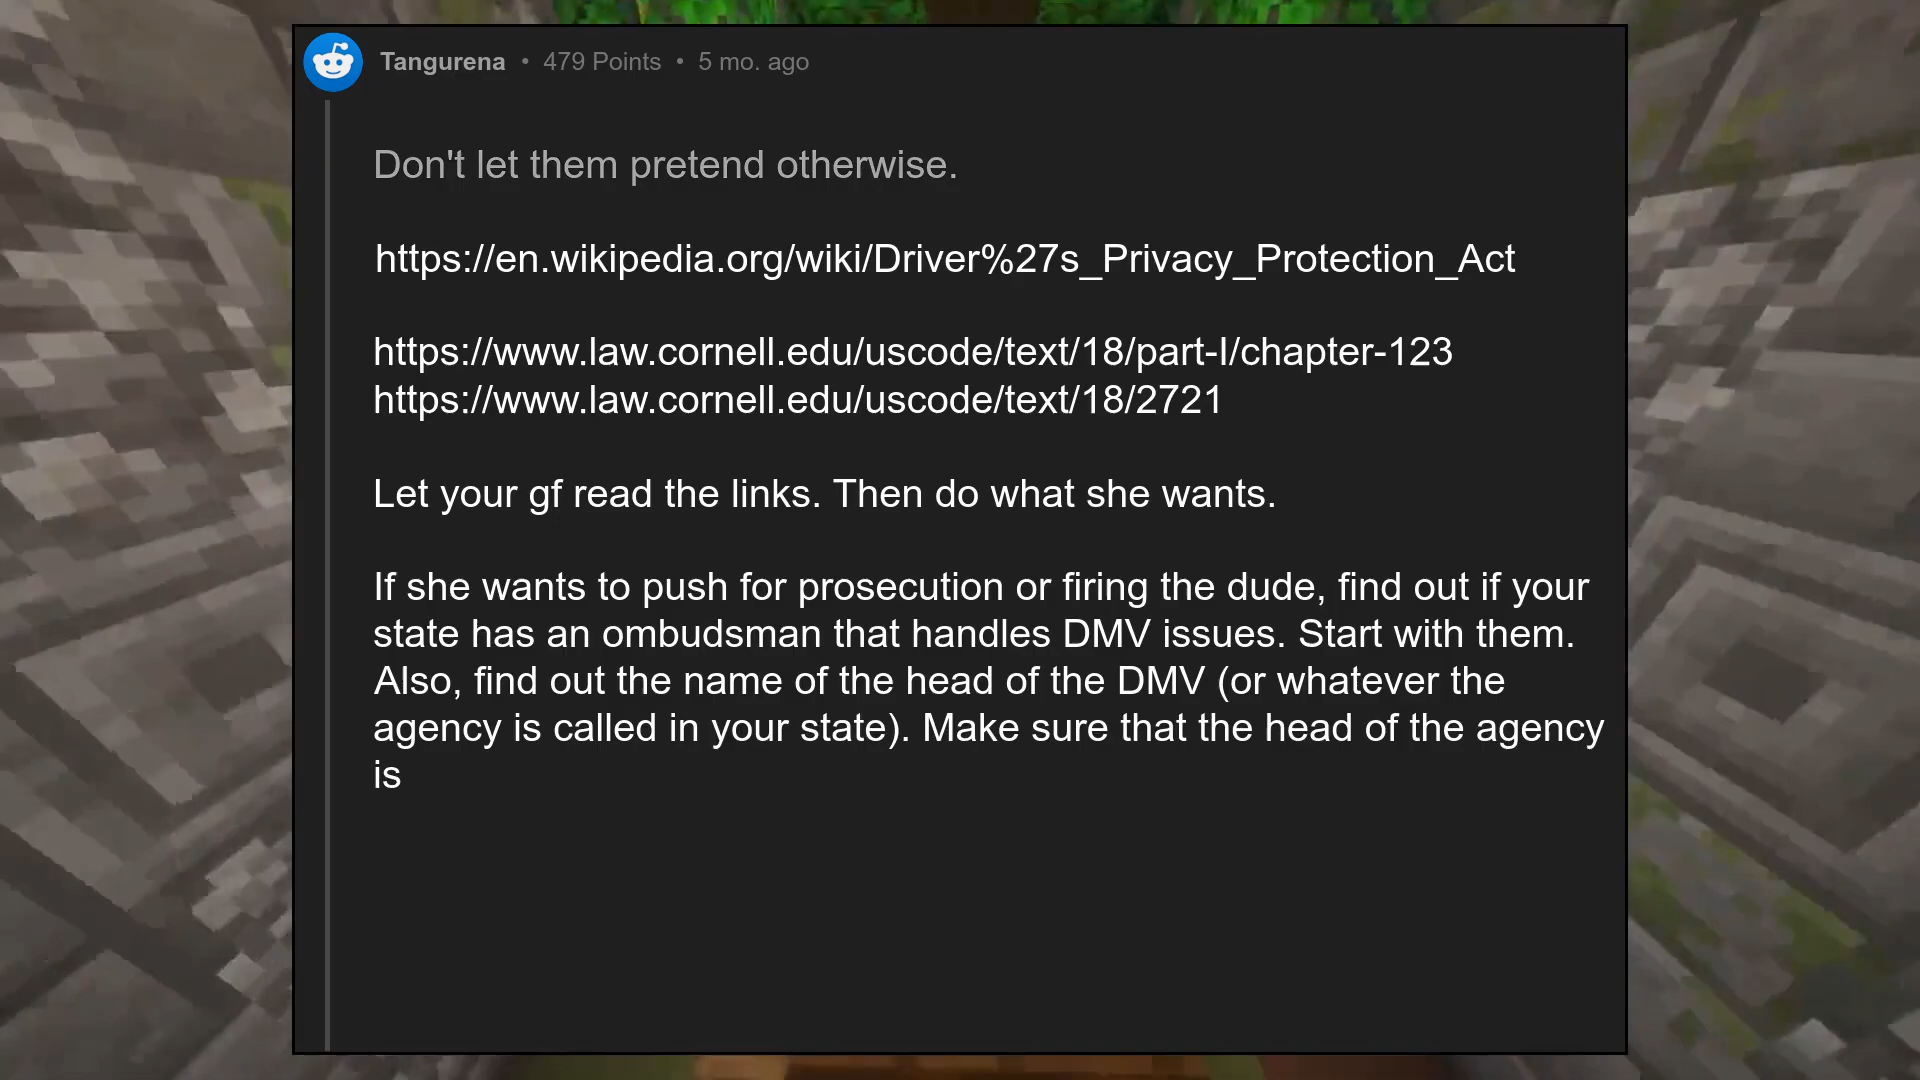 Tangurena • 479 Points • 5 mo. ago
Don't let them pretend otherwise.
https://en.wikipedia.org/wiki/Driver%27s_Privacy_Protection_Act
https://www.law.cornell.edu/uscode/text/18/part-I/chapter-123
https://www.law.cornell.edu/uscode/text/18/2721
Let your gf read the links. Then do what she wants.
If she wants to push for prosecution or firing the dude, find out if your
state has an ombudsman that handles DMV issues. Start with them.
Also, find out the name of the head of the DMV (or whatever the
agency is called in your state). Make sure that the head of the agency
is